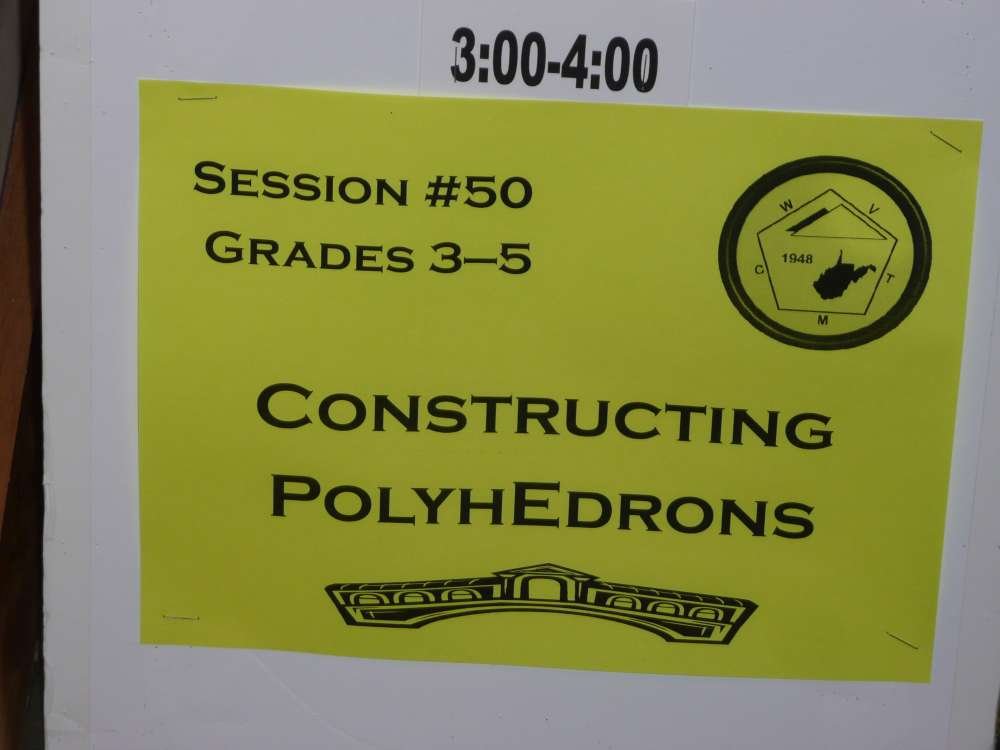 3:00-4:00
SESSION #50
GRADES 3–5
W V
C 1948 T
M
CONSTRUCTING
POLYHEDRONS